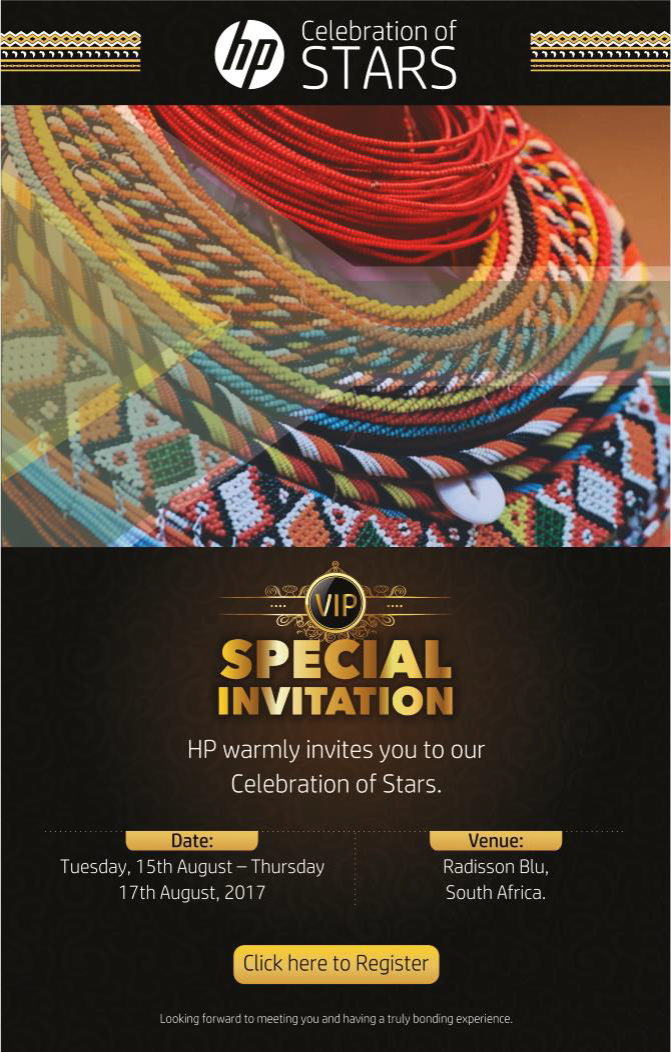 hp
Celebration of
STARS
VIP
SPECIAL
INVITATION
HP warmly invites you to our
Celebration of Stars.
Date:
Tuesday, 15th August – Thursday
17th August, 2017
Venue:
Radisson Blu,
South Africa.
Click here to Register
Looking forward to meeting you and having a truly bonding experience.